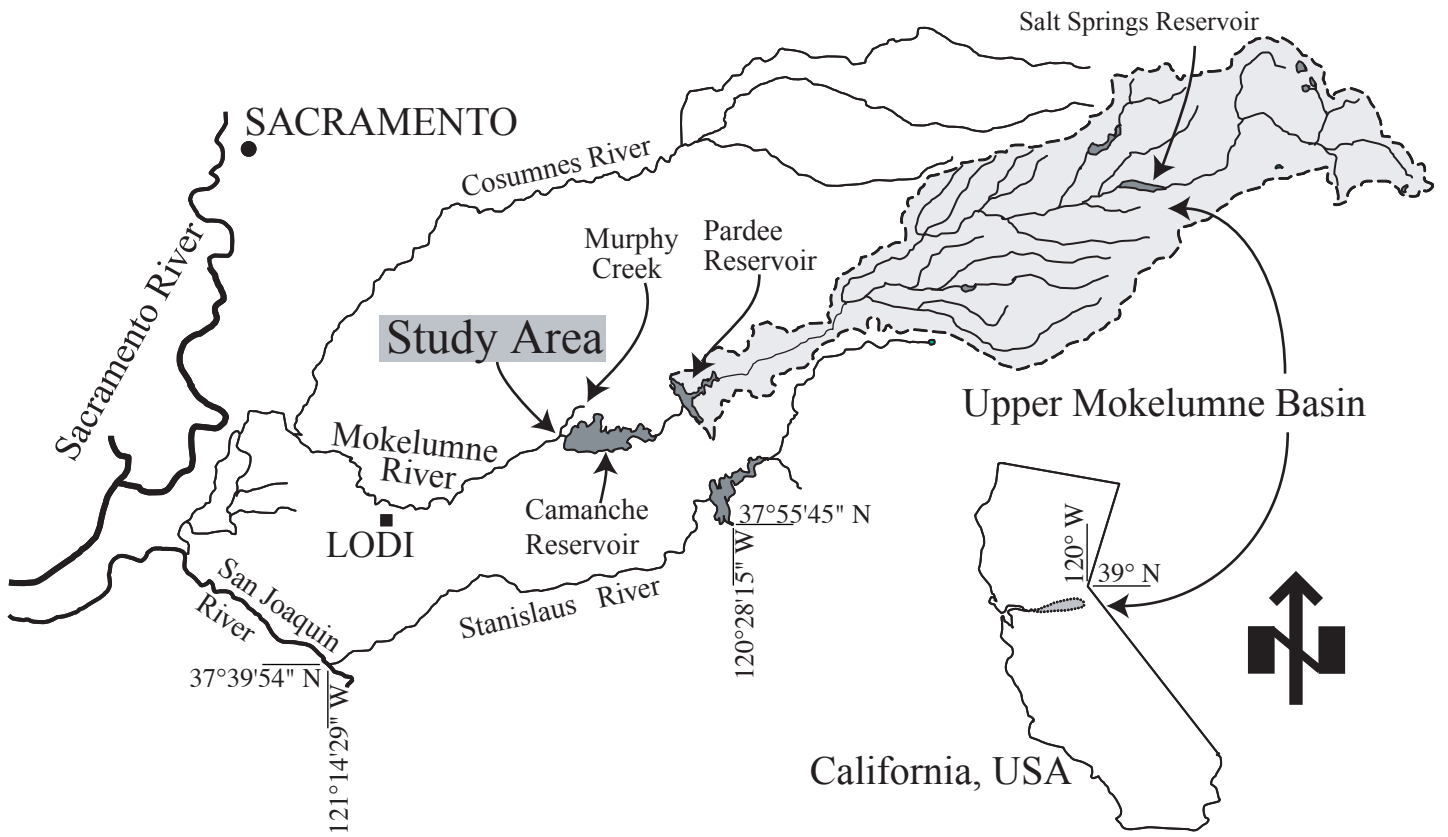 Salt Springs Reservoir
SACRAMENTO
Cosumnes River
Sacramento River
Murphy
Creek
Pardee
Reservoir
Study Area
Upper Mokelumne Basin
Mokelumne
River
Camanche
Reservoir
LODI
37°55'45" N
120°28'15" W
San Joaquin
River
Stanislaus River
37°39'54" N
121°14'29" W
120° W
39° N
California, USA
N